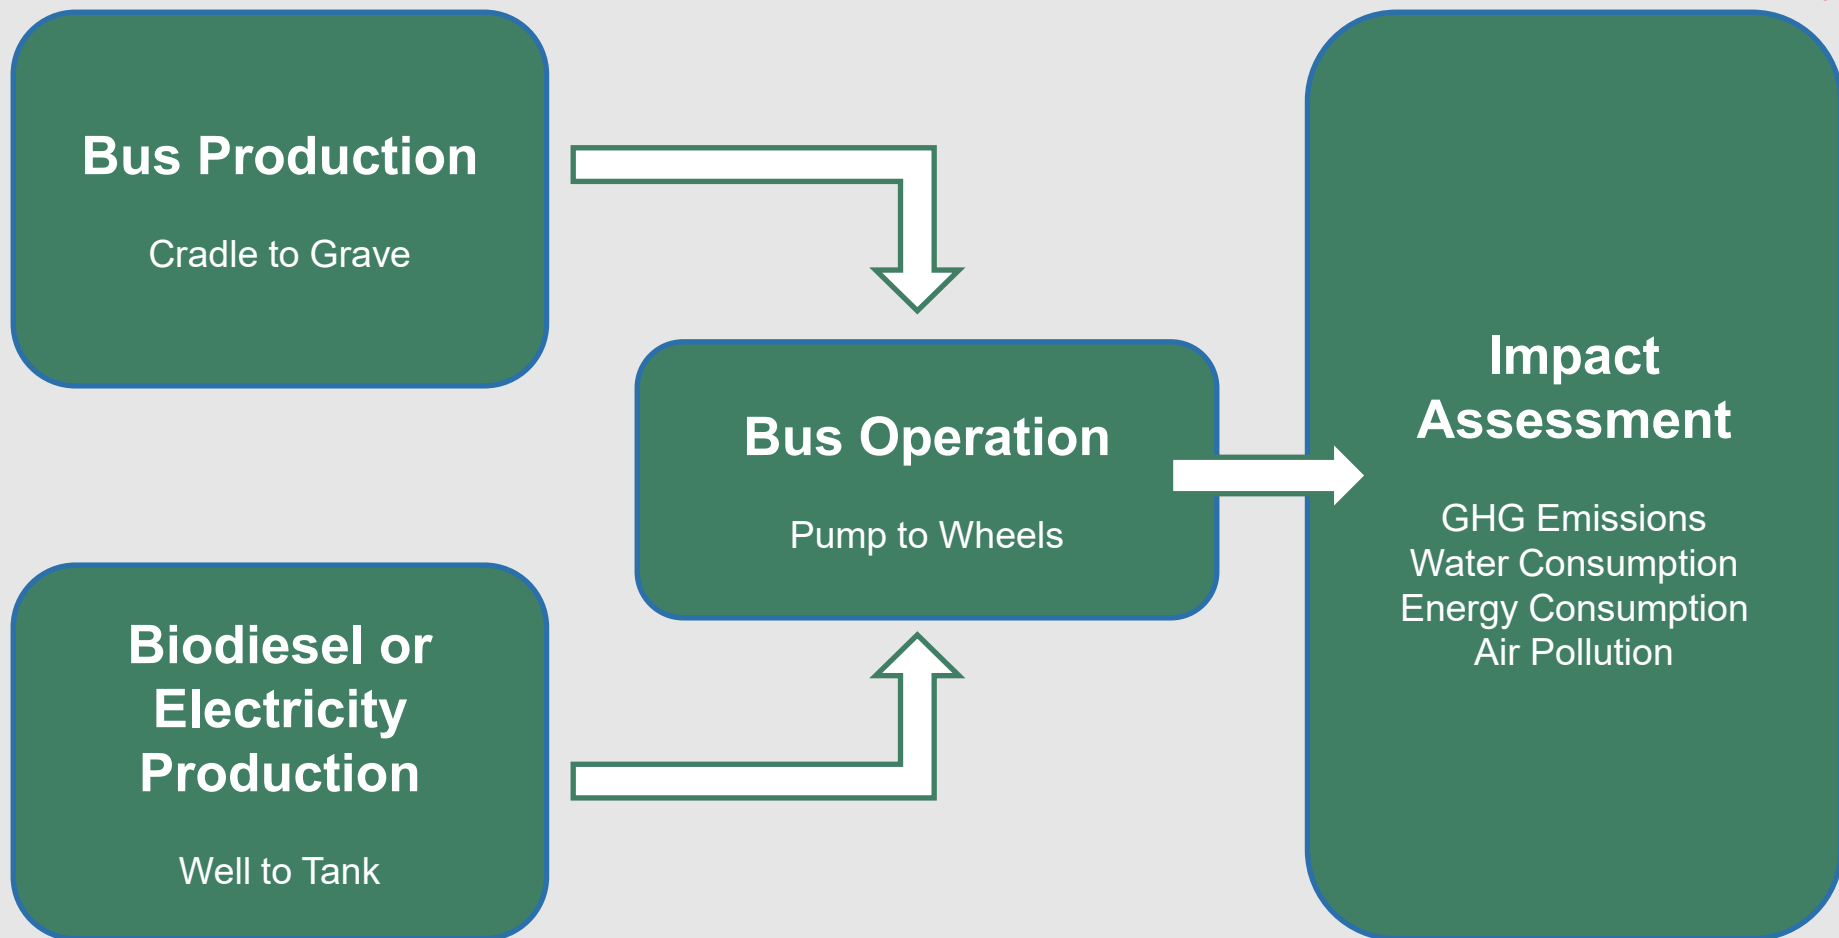 Bus Production
Cradle to Grave
Biodiesel or
Electricity
Production
Well to Tank
Bus Operation
Pump to Wheels
Impact
Assessment
GHG Emissions
Water Consumption
Energy Consumption
Air Pollution